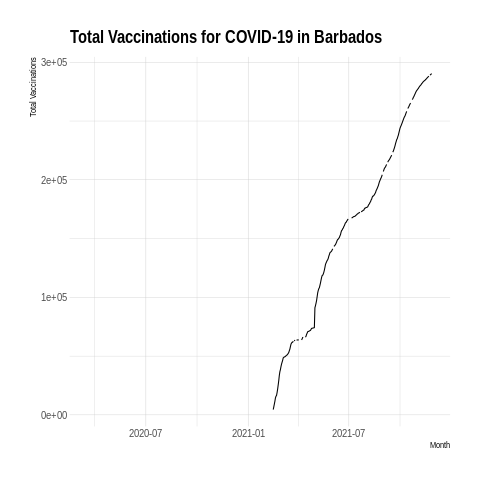 Total Vaccinations for COVID-19 in Barbados
Total Vaccinations
3e+05
2e+05
1e+05
0e+00
2020-07 2021-01 2021-07
Month